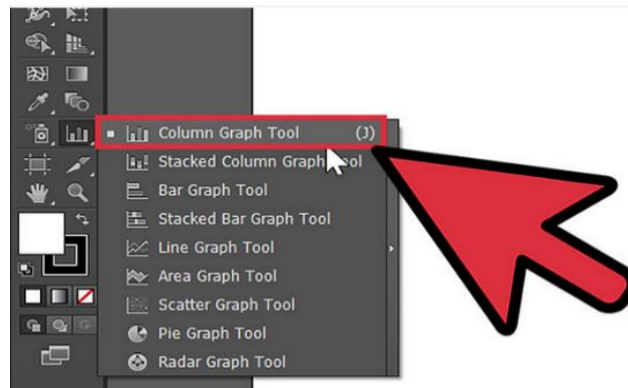 Column Graph Tool (J)
Stacked Column Graph Tool
Bar Graph Tool
Stacked Bar Graph Tool
Line Graph Tool
Area Graph Tool
Scatter Graph Tool
Pie Graph Tool
Radar Graph Tool